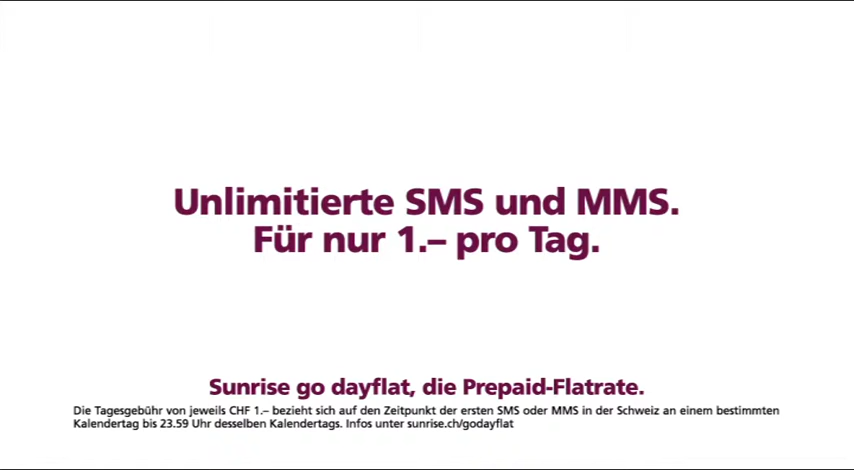 Unlimitierte SMS und MMS.
Für nur 1.– pro Tag.
Sunrise go dayflat, die Prepaid-Flatrate.
Die Tagesgebühr von jeweils CHF 1.– bezieht sich auf den Zeitpunkt der ersten SMS oder MMS in der Schweiz an einem bestimmten
Kalendertag bis 23.59 Uhr desselben Kalendertags. Infos unter sunrise.ch/godayflat